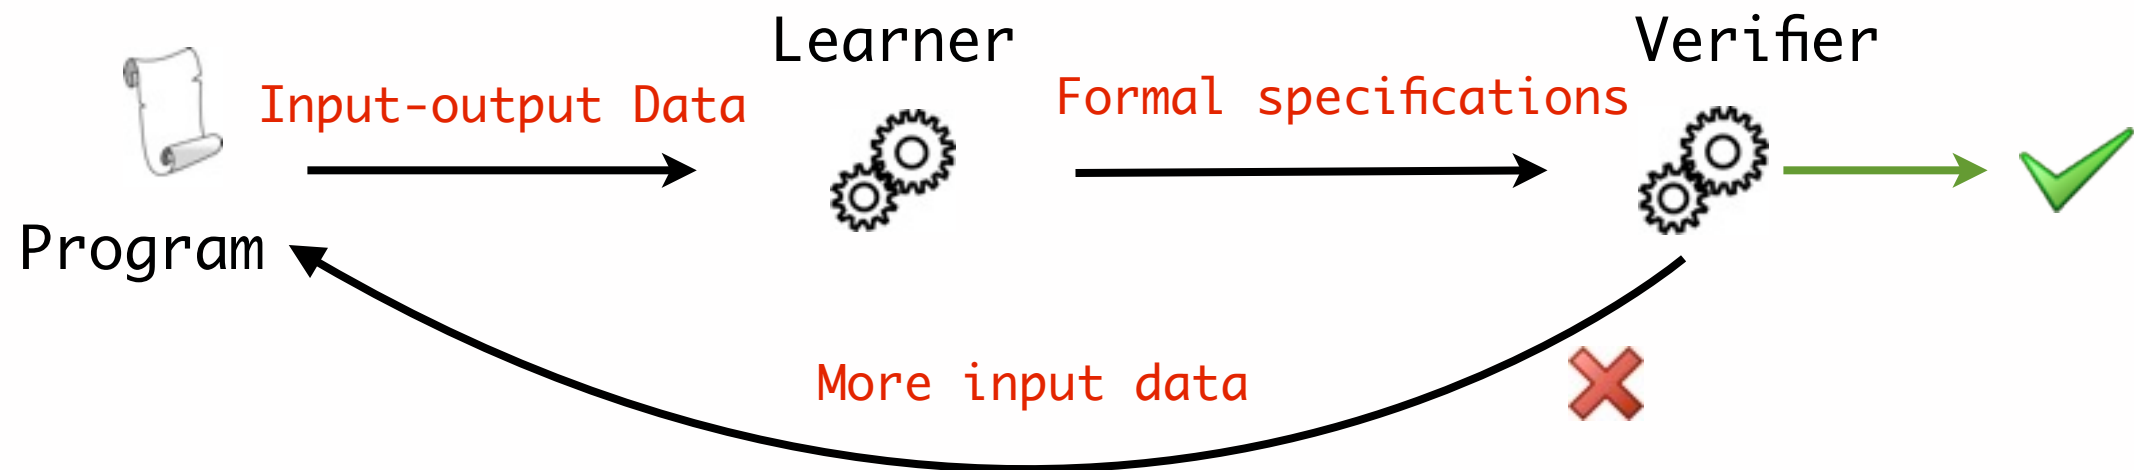 Learner
Verifier
Input-output Data
Formal specifications
Program
More input data